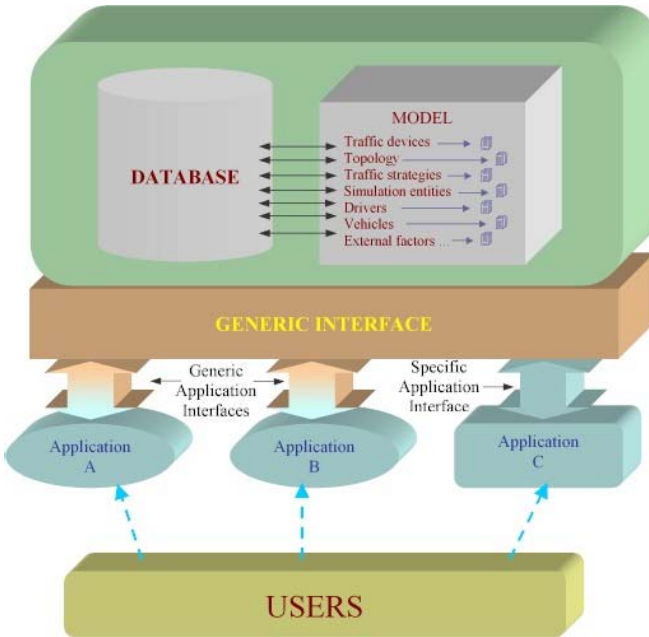 MODEL
DATABASE
Traffic devices
Topology
Traffic strategies
Simulation entities
Drivers
Vehicles
External factors ...
GENERIC INTERFACE
Generic
Application
Interfaces
Specific
Application
Interface
Application
A
Application
B
Application
C
USERS